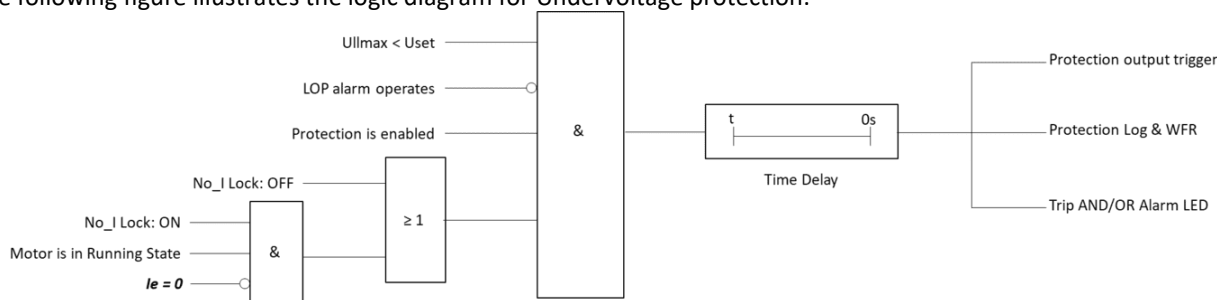 following figure illustrates the logic diagram for Undervoltage protection.
Ullmax < Uset
LOP alarm operates
Protection is enabled
No_I Lock: OFF
No_I Lock: ON
Motor is in Running State
Ie = 0
&
≥ 1
&
t 0s
Time Delay
Protection output trigger
Protection Log & WFR
Trip AND/OR Alarm LED